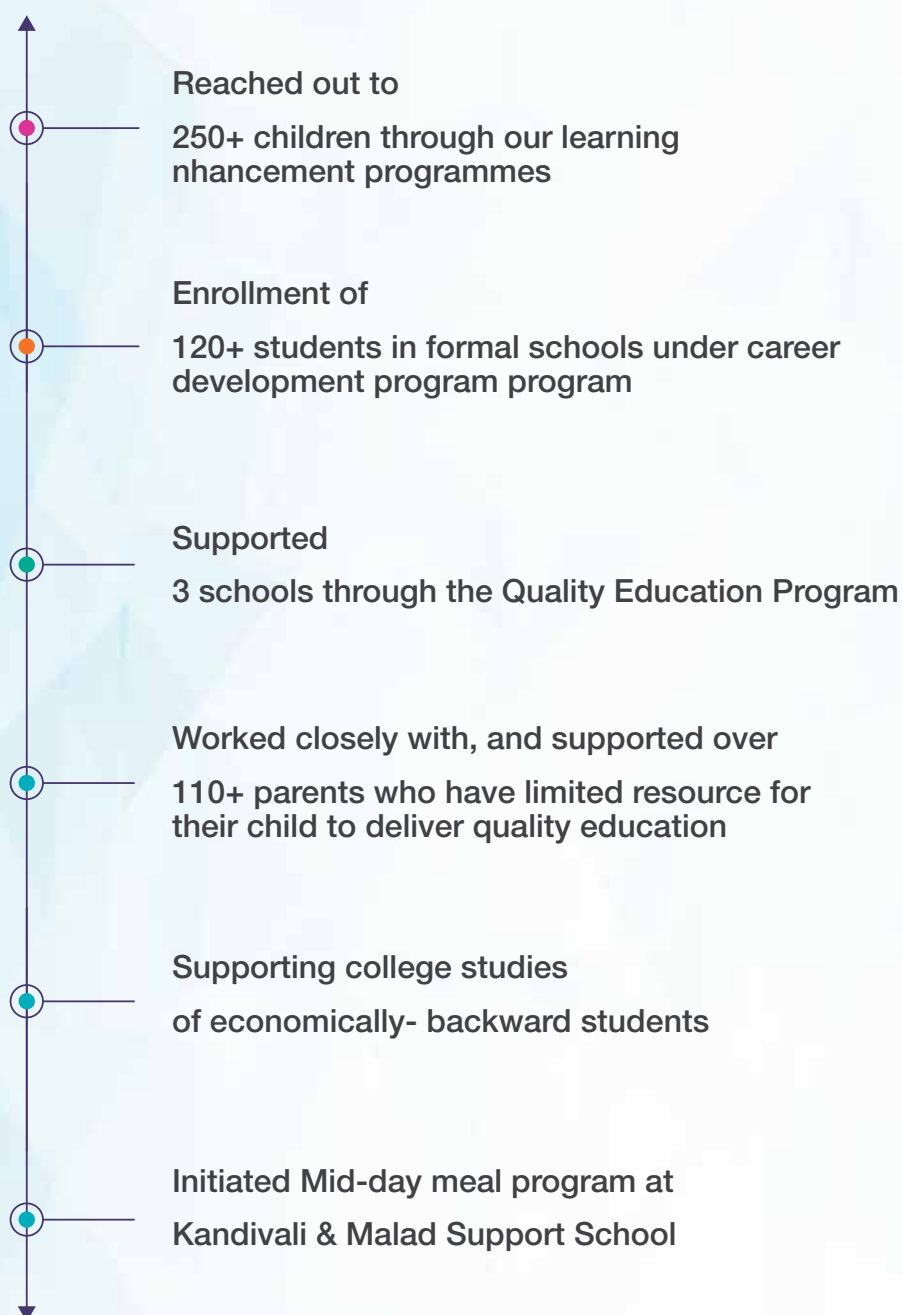 Reached out to
250+ children through our learning
nhancement programmes
Enrollment of
120+ students in formal schools under career
development program program
Supported
3 schools through the Quality Education Program
Worked closely with, and supported over
110+ parents who have limited resource for
their child to deliver quality education
Supporting college studies
of economically- backward students
Initiated Mid-day meal program at
Kandivali & Malad Support School